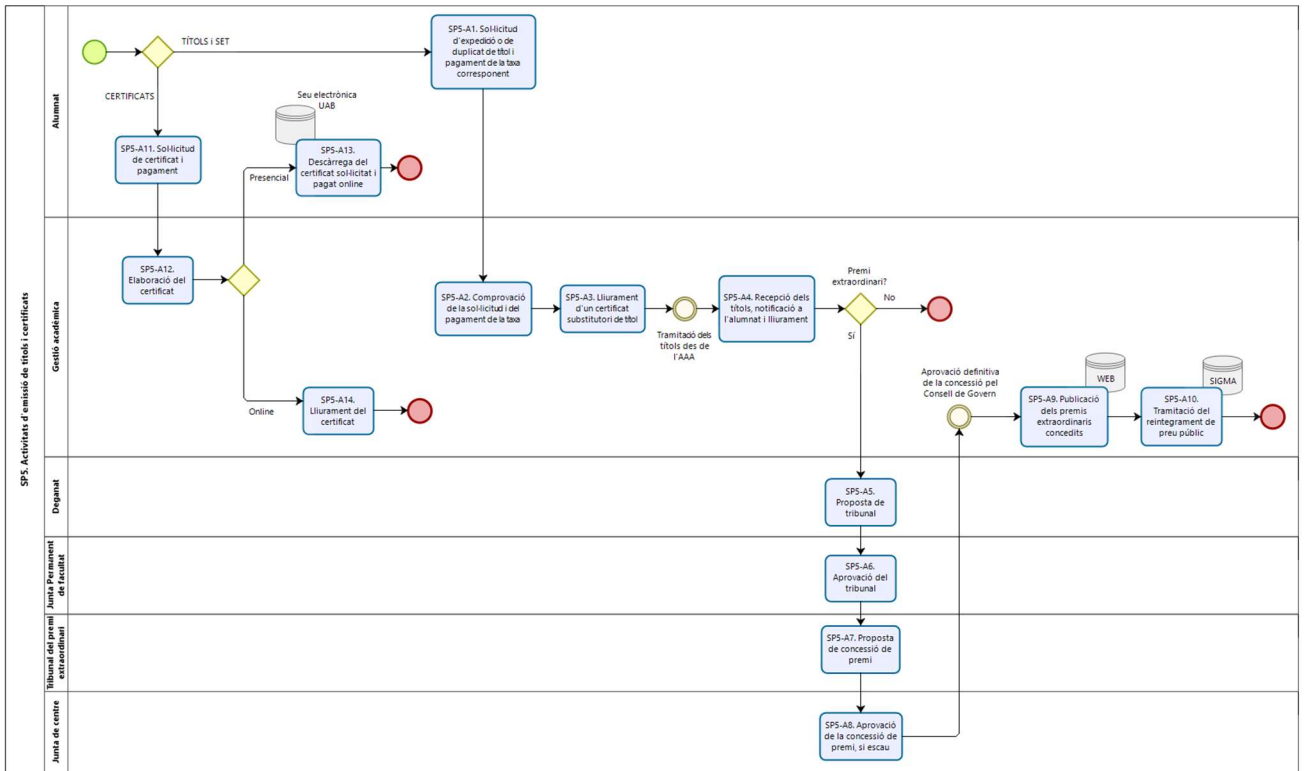 SP5. Activitats d'emissió de títols i certificats
Alumnat
TÍTOLS i SET
CERTIFICATS
SP5-A1. Sol·licitud
d'expedició o de
duplicat de títol i
pagament de la taxa
corresponent
Seu electrònica
UAB
SP5-A11. Sol·licitud
de certificat i
pagament
Presencial
SP5-A13.
Descàrrega del
certificat sol·licitat i
pagat online
Gestió acadèmica
SP5-A12.
Elaboració del
certificat
Online
SP5-A14.
Lliurament del
certificat
SP5-A2. Comprovació
de la sol·licitud i del
pagament de la taxa
SP5-A3. Lliurament
d'un certificat
substitutori de títol
Tramitació dels
títols des de
l'AAA
SP5-A4. Recepció dels
títols, notificació a
l'alumnat i lliurament
Premi
extraordinari?
No
Sí
Aprovació definitiva
de la concessió pel
Consell de Govern
WEB
SP5-A9. Publicació
dels premis
extraordinaris
concedits
SIGMA
SP5-A10.
Tramitació del
reintegrament de
preu públic
Deganat
SP5-A5.
Proposta de
tribunal
Junta Permanent
de facultat
SP5-A6.
Aprovació del
tribunal
Tribunal del premi
extraordinari
SP5-A7. Proposta
de concessió de
premi
Junta de centre
SP5-A8. Aprovació
de la concessió de
premi, si escau